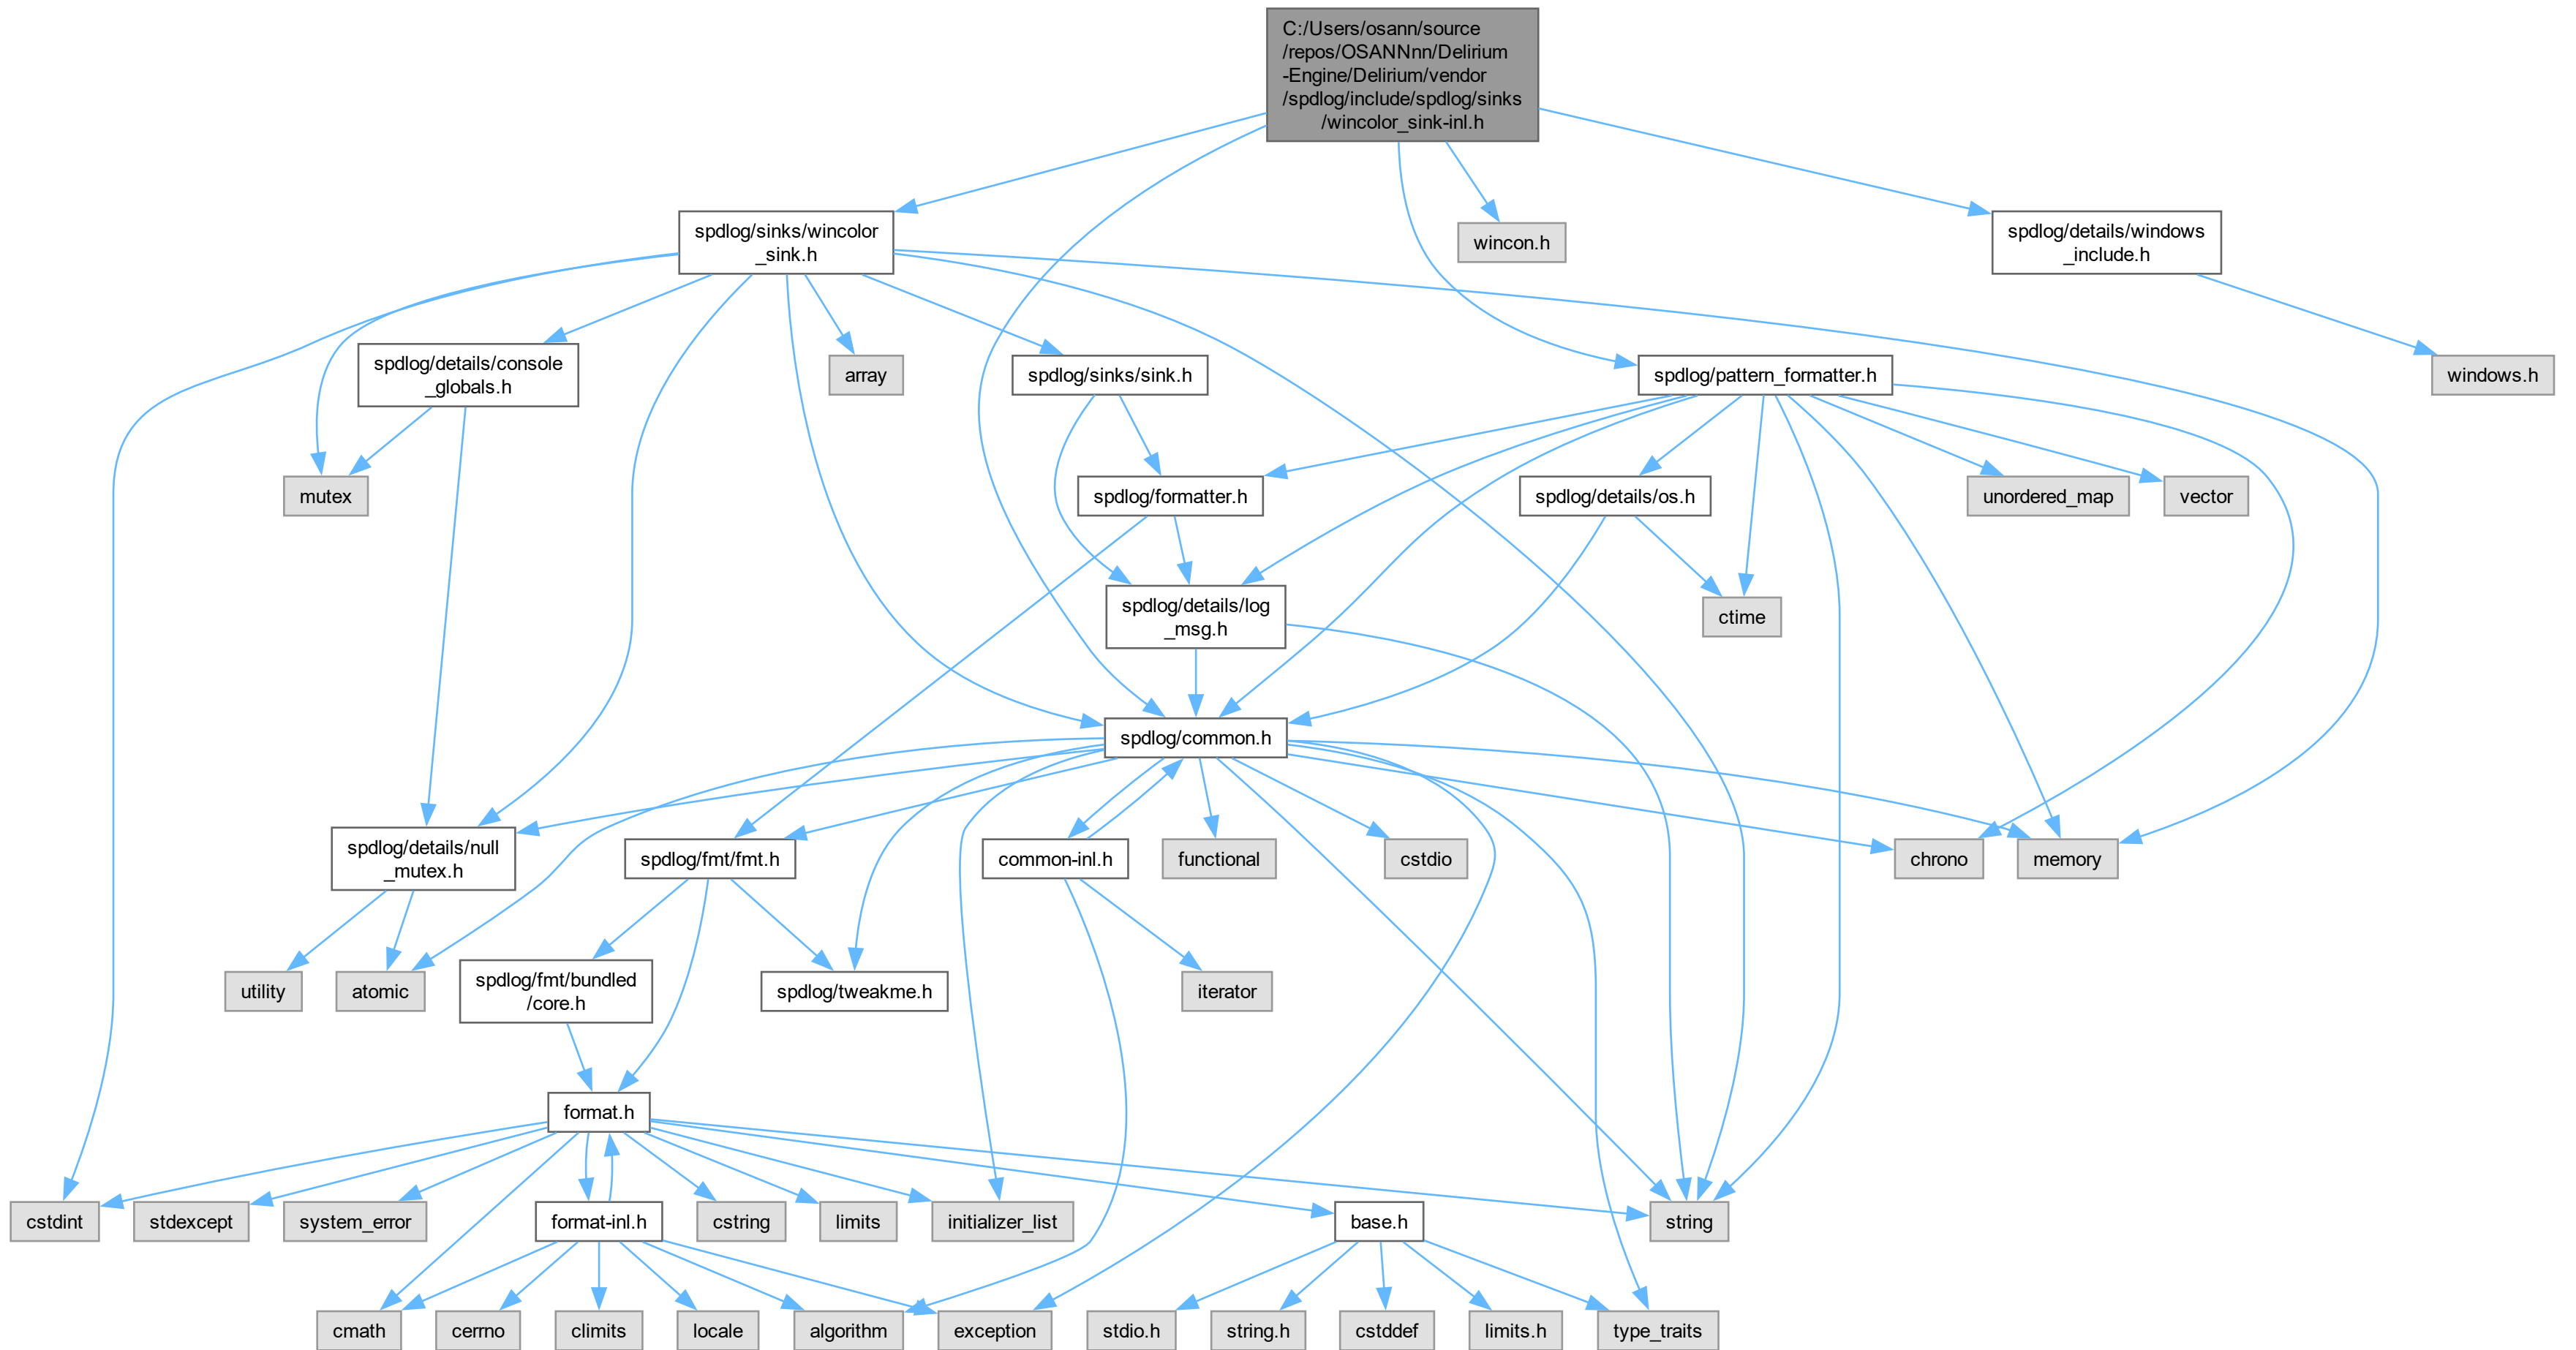 C:/Users/osann/source
/repos/OSANNnn/Delirium
-Engine/Delirium/vendor
/spdlog/include/spdlog/sinks
/wincolor_sink-inl.h
spdlog/sinks/wincolor
_sink.h
wincon.h
spdlog/details/windows
_include.h
spdlog/details/console
_globals.h
array
spdlog/sinks/sink.h
spdlog/pattern_formatter.h
windows.h
mutex
spdlog/formatter.h
spdlog/details/os.h
unordered_map
vector
spdlog/details/log
_msg.h
ctime
spdlog/common.h
spdlog/details/null
_mutex.h
spdlog/fmt/fmt.h
common-inl.h
functional
cstdio
chrono
memory
utility
atomic
spdlog/fmt/bundled
/core.h
spdlog/tweakme.h
iterator
format.h
cstdint
stdexcept
system_error
format-inl.h
cstring
limits
initializer_list
base.h
string
cmath
cerrno
climits
locale
algorithm
exception
stdio.h
string.h
cstddef
limits.h
type_traits